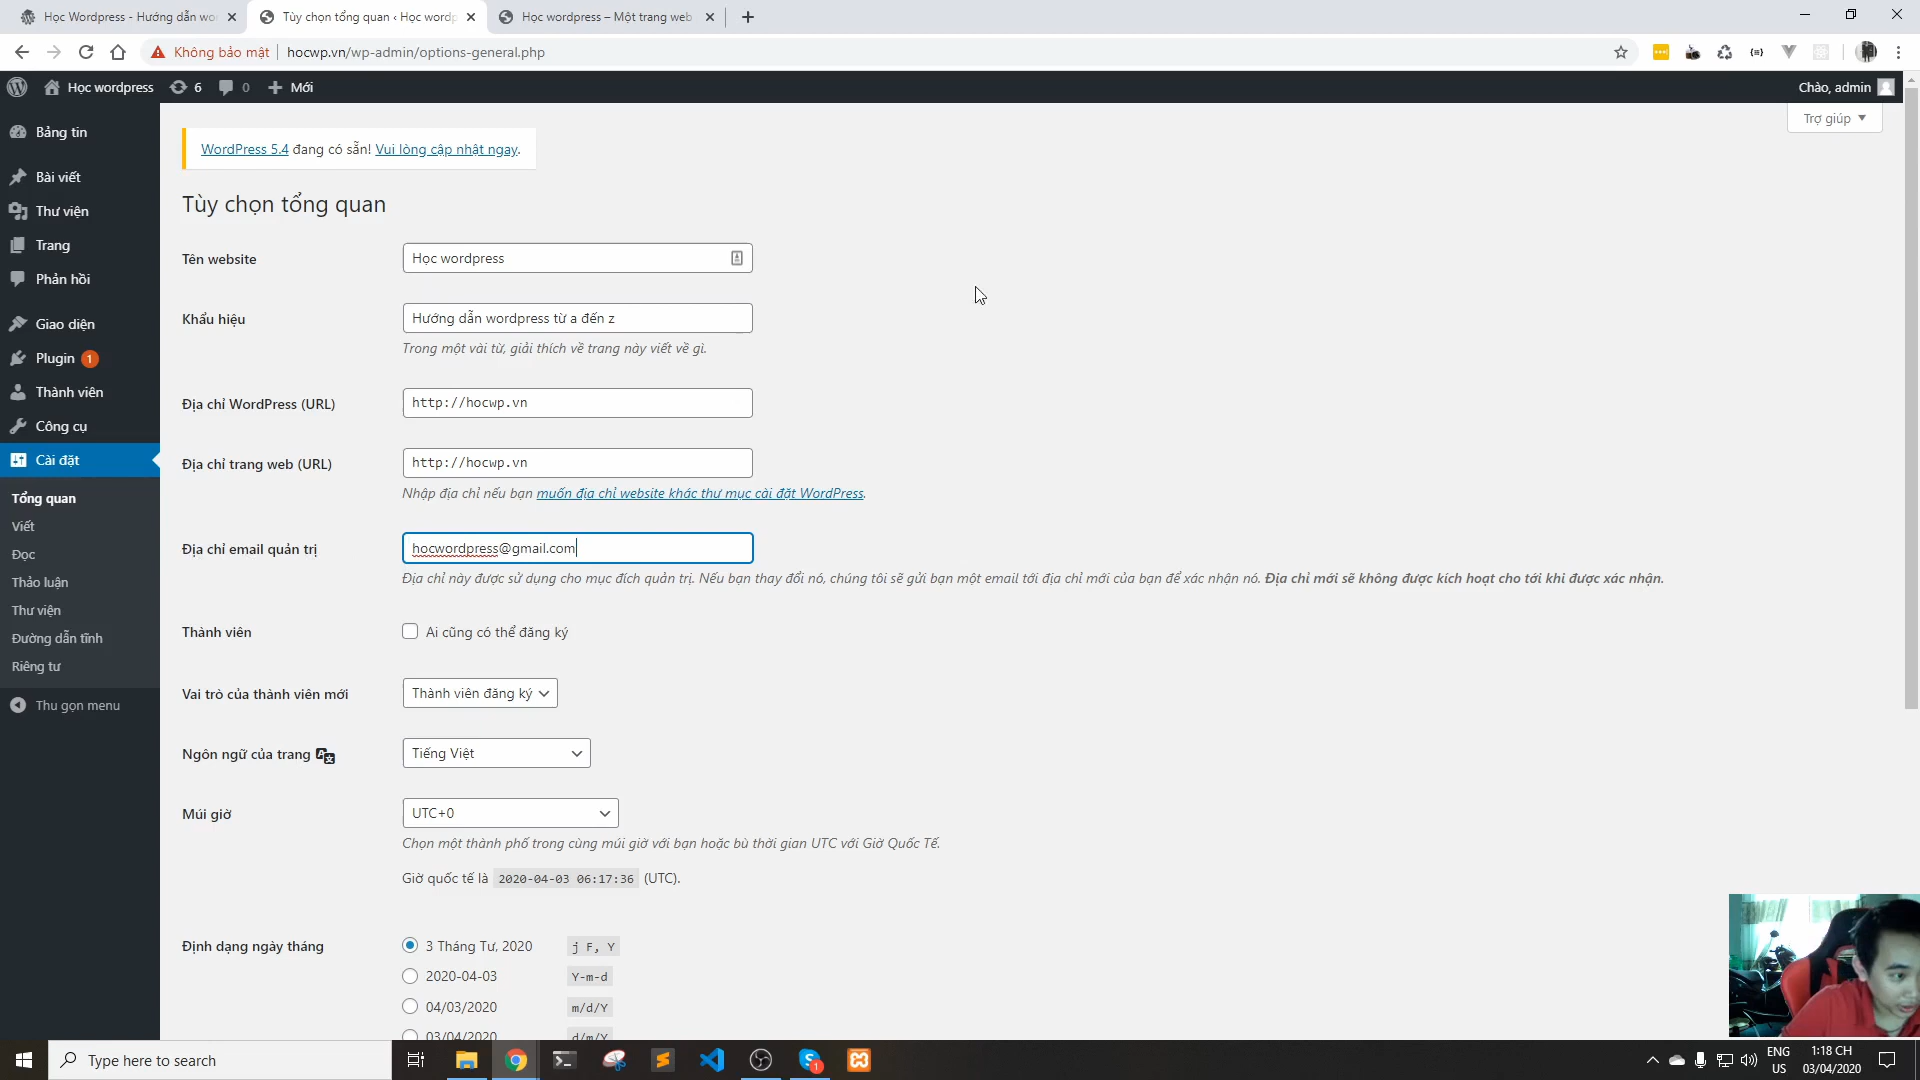 Học Wordpress - Hướng dẫn wo
Tùy chọn tổng quan ‹ Học wordp
Học wordpress – Một trang web
Không bảo mật
hocwp.vn/wp-admin/options-general.php
Học wordpress
6
0
Mới
Chào, admin
Trợ giúp
Bảng tin
Bài viết
Thư viện
Trang
Phản hồi
Giao diện
Plugin 1
Thành viên
Công cụ
Cài đặt
Tổng quan
Viết
Đọc
Thảo luận
Thư viện
Đường dẫn tĩnh
Riêng tư
Thu gọn menu
WordPress 5.4 đang có sẵn! Vui lòng cập nhật ngay.
Tùy chọn tổng quan
Tên website
Học wordpress
Khẩu hiệu
Hướng dẫn wordpress từ a đến z
Trong một vài từ, giải thích về trang này viết về gì.
Địa chỉ WordPress (URL)
http://hocwp.vn
Địa chỉ trang web (URL)
http://hocwp.vn
Nhập địa chỉ nếu bạn muốn địa chỉ website khác thư mục cài đặt WordPress.
Địa chỉ email quản trị
hocwordpress@gmail.com
Địa chỉ này được sử dụng cho mục đích quản trị. Nếu bạn thay đổi nó, chúng tôi sẽ gửi bạn một email tới địa chỉ mới của bạn để xác nhận nó. Địa chỉ mới sẽ không được kích hoạt cho tới khi được xác nhận.
Thành viên
Ai cũng có thể đăng ký
Vai trò của thành viên mới
Thành viên đăng ký
Ngôn ngữ của trang
Tiếng Việt
Múi giờ
UTC+0
Chọn một thành phố trong cùng múi giờ với bạn hoặc bù thời gian UTC với Giờ Quốc Tế.
Giờ quốc tế là 2020-04-03 06:17:36 (UTC).
Định dạng ngày tháng
3 Tháng Tư, 2020 j F, Y
2020-04-03 Y-m-d
04/03/2020 m/d/Y
03/04/2020 d/m/Y
Type here to search
ENG
US
1:18 CH
03/04/2020